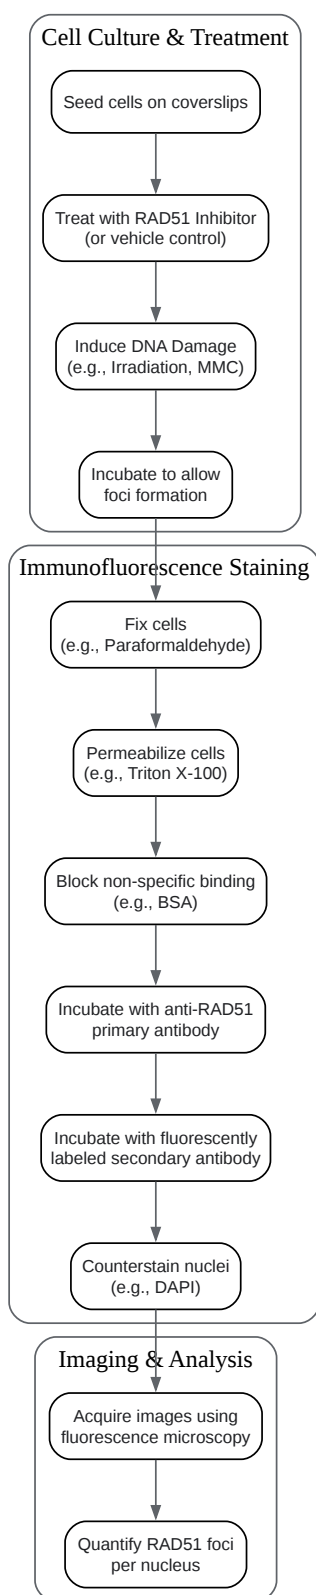 Cell Culture & Treatment
Seed cells on coverslips
Treat with RAD51 Inhibitor
(or vehicle control)
Induce DNA Damage
(e.g., Irradiation, MMC)
Incubate to allow
foci formation
Immunofluorescence Staining
Fix cells
(e.g., Paraformaldehyde)
Permeabilize cells
(e.g., Triton X-100)
Block non-specific binding
(e.g., BSA)
Incubate with anti-RAD51
primary antibody
Incubate with fluorescently
labeled secondary antibody
Counterstain nuclei
(e.g., DAPI)
Imaging & Analysis
Acquire images using
fluorescence microscopy
Quantify RAD51 foci
per nucleus